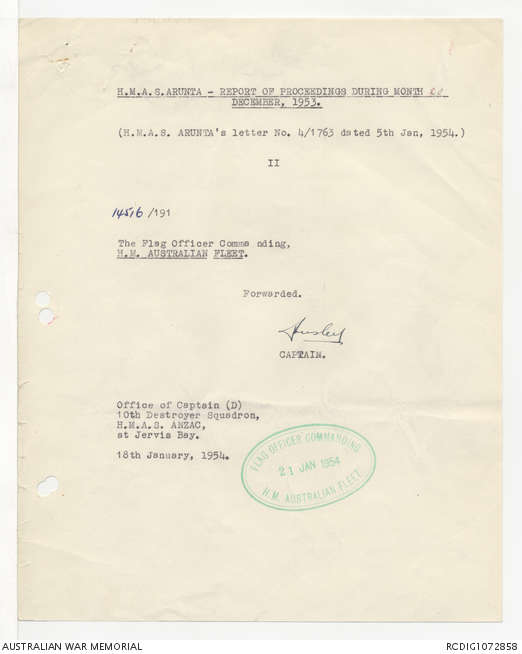 H.M.A.S.ARUNTA - REPORT OF PROCEEDINGS DURING MONTH
DECEMBER, 1953.
(H.M.A.S. ARUNTA's letter No. 4/1763 dated 5th Jan, 1954.)
II
14516/191
The Flag Officer Comma nding,
H.M. AUSTRALIAN FLEET.
Forwarded.
CAPTAIN.
Office of Captain (D)
10th Destroyer Squadron,
H.M.A.S. ANZAC,
at Jervis Bay.
18th January, 1954.
FLAG OFFICER COMMANDING
21 JAN 1954
H.M. AUSTRALIAN FLEET
AUSTRALIAN WAR MEMORIAL
RCDIG1072858